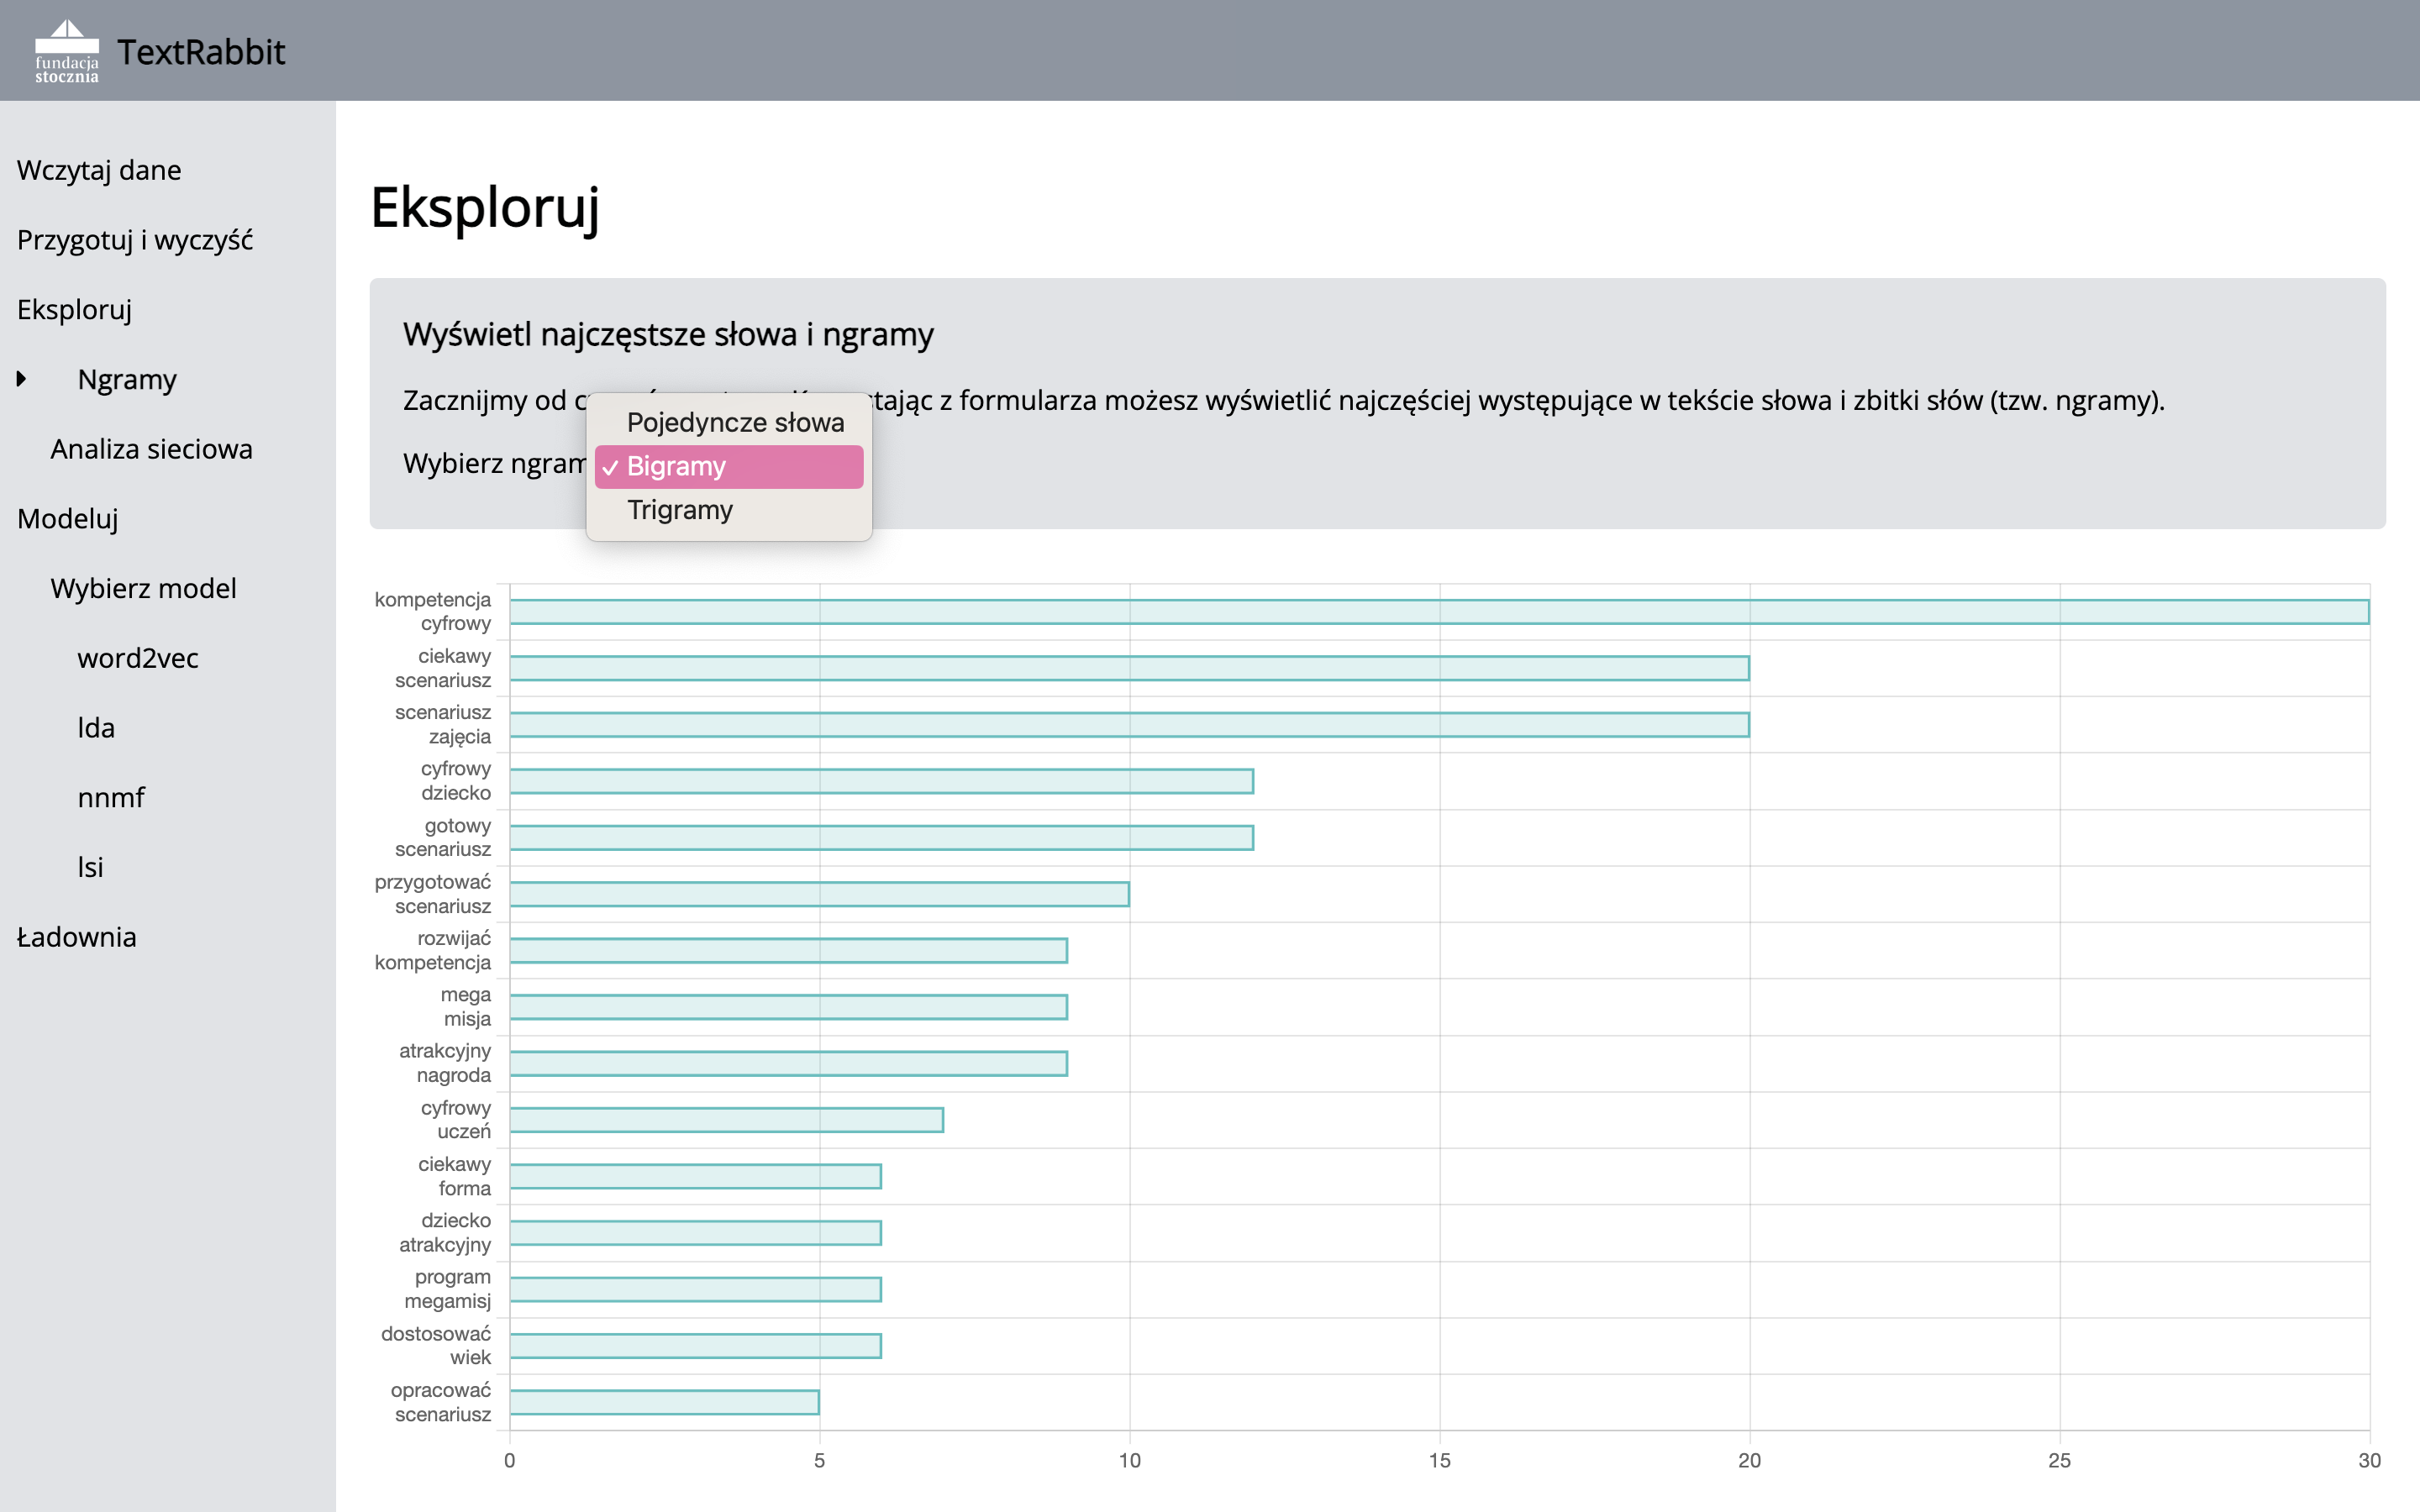 fundacja
stocznia
TextRabbit
Wczytaj dane
Przygotuj i wyczyść
Eksploruj
Ngramy
Analiza sieciowa
Modeluj
Wybierz model
word2vec
lda
nnmf
lsi
Ładownia
Eksploruj
Wyświetl najczęstsze słowa i ngramy
Zacznijmy od z formularza możesz wyświetlić najczęściej występujące w tekście słowa i zbitki słów (tzw. ngramy).
Wybierz
Pojedyncze słowa
Bigramy
Trigramy
kompetencja
cyfrowy
ciekawy
scenariusz
scenariusz
zajęcia
cyfrowy
dziecko
gotowy
scenariusz
przygotować
scenariusz
rozwijać
kompetencja
mega
misja
atrakcyjny
nagroda
cyfrowy
uczeń
ciekawy
forma
dziecko
atrakcyjny
program
megamisj
dostosować
wiek
opracować
scenariusz
0 5 10 15 20 25 30